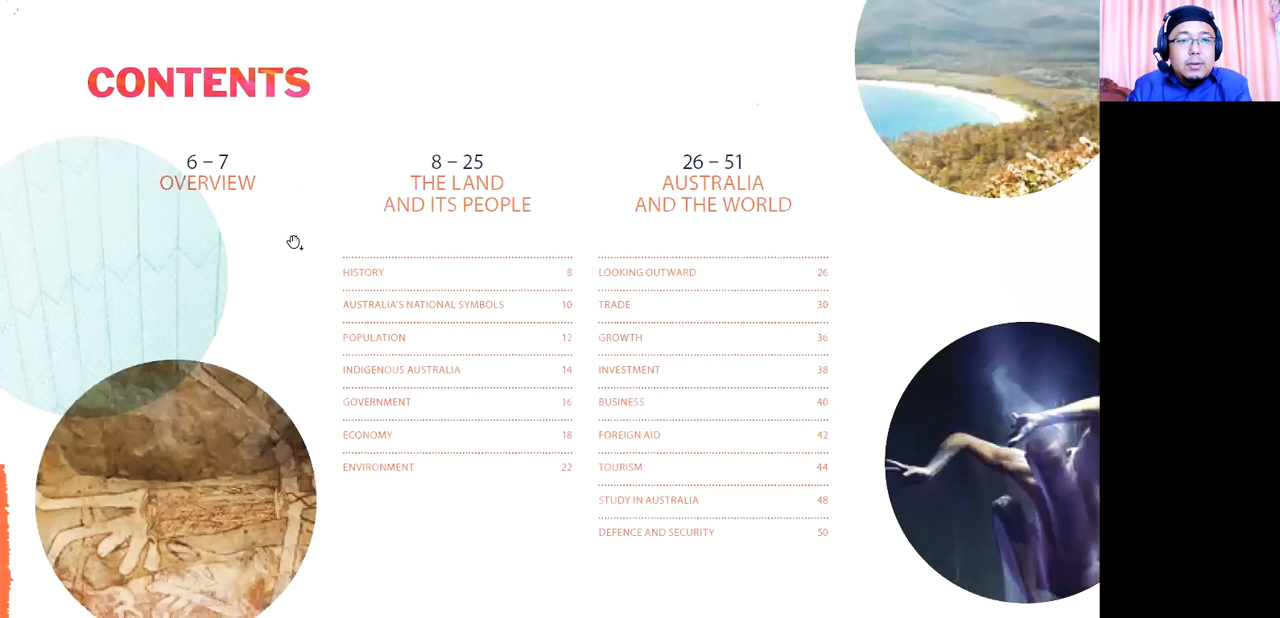 CONTENTS
6 – 7
OVERVIEW
8 – 25
THE LAND
AND ITS PEOPLE
HISTORY 8
AUSTRALIA'S NATIONAL SYMBOLS 10
POPULATION 12
INDIGENOUS AUSTRALIA 14
GOVERNMENT 16
ECONOMY 18
ENVIRONMENT 22
26 – 51
AUSTRALIA
AND THE WORLD
LOOKING OUTWARD 26
TRADE 30
GROWTH 36
INVESTMENT 38
BUSINESS 40
FOREIGN AID 42
TOURISM 44
STUDY IN AUSTRALIA 48
DEFENCE AND SECURITY 50